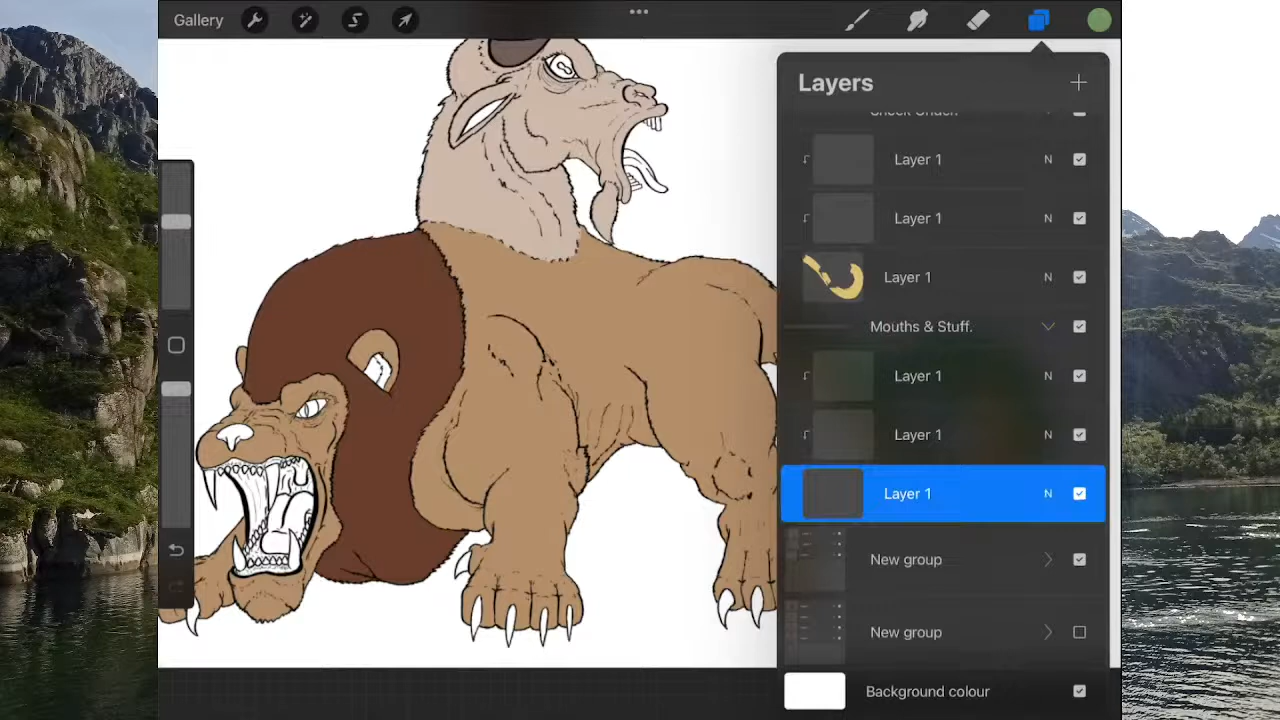 Gallery
Layers
Layer 1 N
Layer 1 N
Layer 1 N
Mouths & Stuff.
Layer 1 N
Layer 1 N
Layer 1 N
New group
New group
Background colour